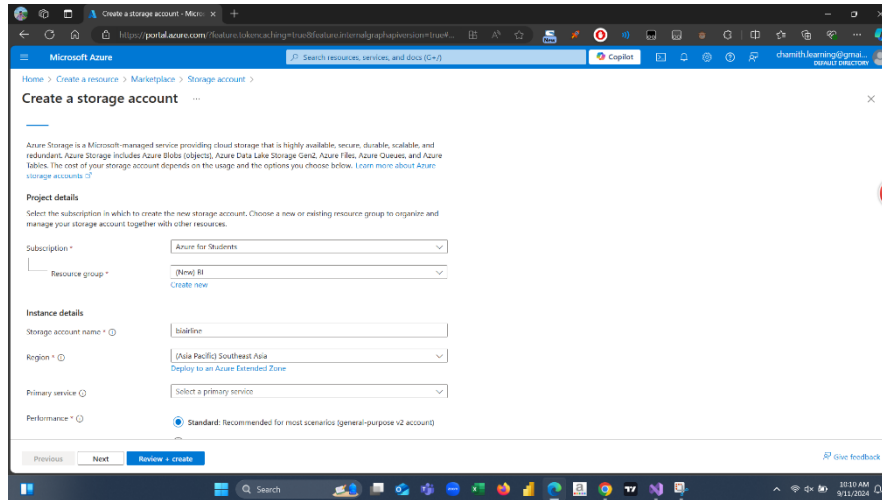 Create a storage account - Micro
https://portal.azure.com/?feature.tokencaching=true&feature.internalgraphapiversion=true#...
Microsoft Azure
Search resources, services, and docs (G+/)
Copilot
chamith.learning@gmai...
DEFAULT DIRECTORY
Home > Create a resource > Marketplace > Storage account >
Create a storage account ...
Azure Storage is a Microsoft-managed service providing cloud storage that is highly available, secure, durable, scalable, and
redundant. Azure Storage includes Azure Blobs (objects), Azure Data Lake Storage Gen2, Azure Files, Azure Queues, and Azure
Tables. The cost of your storage account depends on the usage and the options you choose below. Learn more about Azure
storage accounts
Project details
Select the subscription in which to create the new storage account. Choose a new or existing resource group to organize and
manage your storage account together with other resources.
Subscription *
Azure for Students
Resource group *
(New) BI
Create new
Instance details
Storage account name *
biairline
Region *
(Asia Pacific) Southeast Asia
Deploy to an Azure Extended Zone
Primary service
Select a primary service
Performance *
Standard: Recommended for most scenarios (general-purpose v2 account)
Previous
Next
Review + create
Give feedback
Search
10:10 AM
9/11/2024